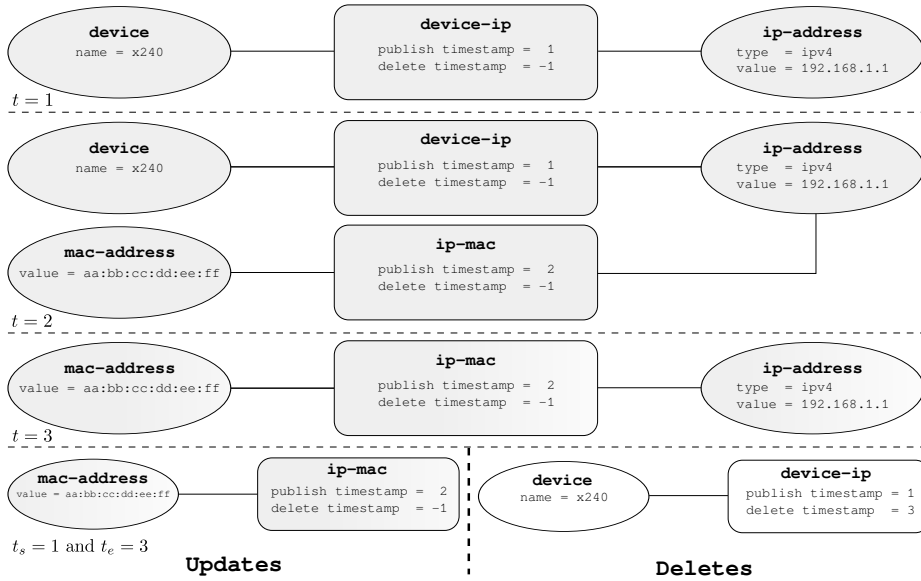 device
name = x240
device-ip
publish timestamp = 1
delete timestamp = -1
ip-address
type = ipv4
value = 192.168.1.1
t = 1
device
name = x240
device-ip
publish timestamp = 1
delete timestamp = -1
ip-address
type = ipv4
value = 192.168.1.1
mac-address
value = aa:bb:cc:dd:ee:ff
ip-mac
publish timestamp = 2
delete timestamp = -1
t = 2
mac-address
value = aa:bb:cc:dd:ee:ff
ip-mac
publish timestamp = 2
delete timestamp = -1
ip-address
type = ipv4
value = 192.168.1.1
t = 3
mac-address
value = aa:bb:cc:dd:ee:ff
ip-mac
publish timestamp = 2
delete timestamp = -1
device
name = x240
device-ip
publish timestamp = 1
delete timestamp = 3
t_s = 1 and t_e = 3
Updates
Deletes